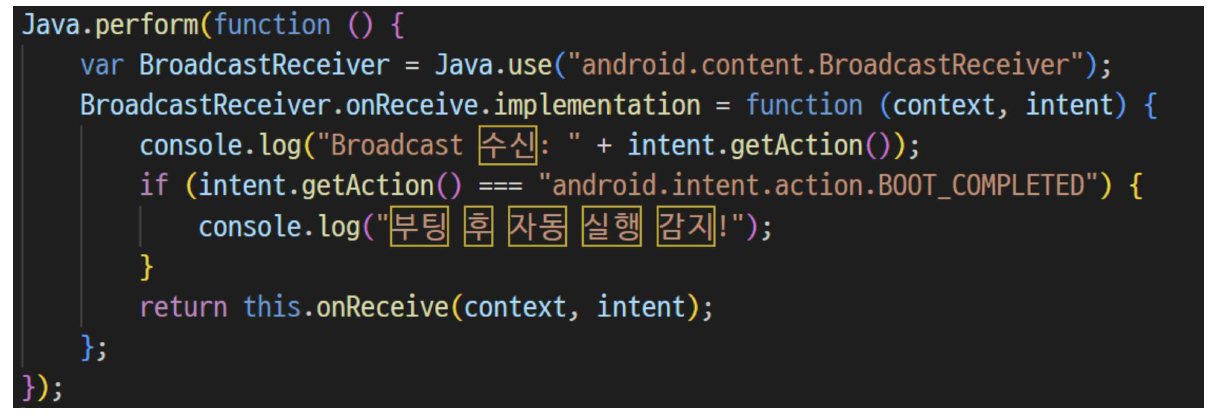 Java.perform(function () {
    var BroadcastReceiver = Java.use("android.content.BroadcastReceiver");
    BroadcastReceiver.onReceive.implementation = function (context, intent) {
        console.log("Broadcast 수신: " + intent.getAction());
        if (intent.getAction() === "android.intent.action.BOOT_COMPLETED") {
            console.log("부팅 후 자동 실행 감지!");
        }
        return this.onReceive(context, intent);
    };
});